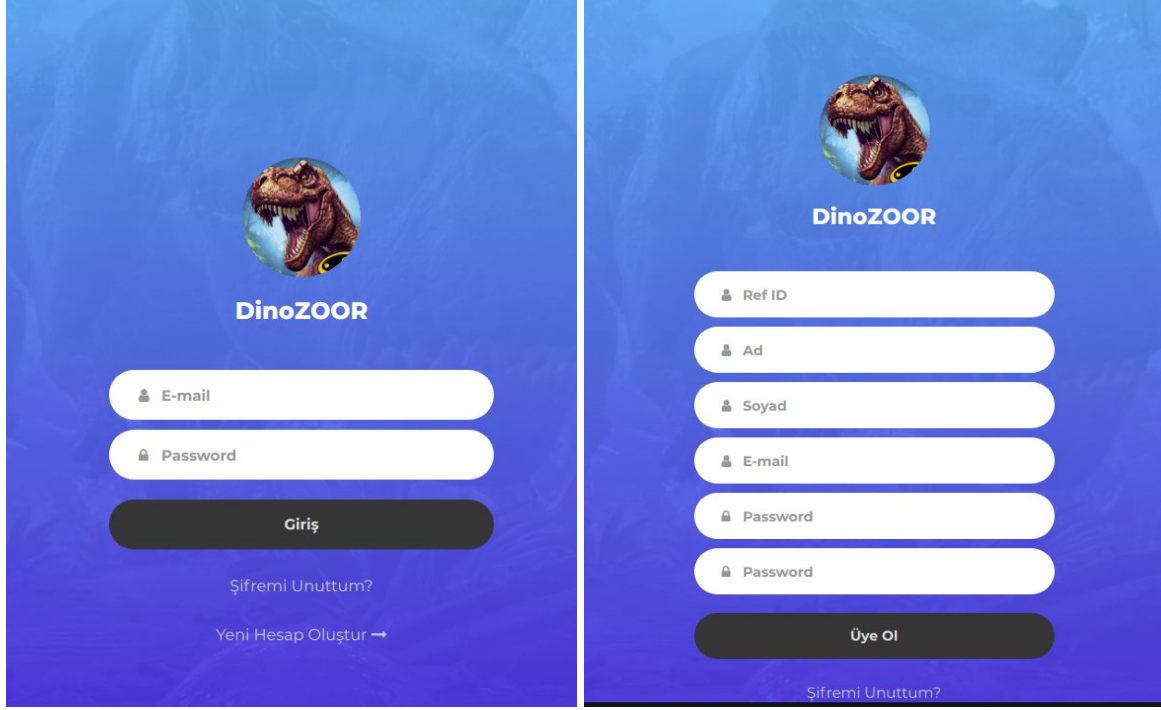 DinoZOOR
E-mail
Password
Giriş
Şifremi Unuttum?
Yeni Hesap Oluştur →
DinoZOOR
Ref ID
Ad
Soyad
E-mail
Password
Password
Üye Ol
Şifremi Unuttum?